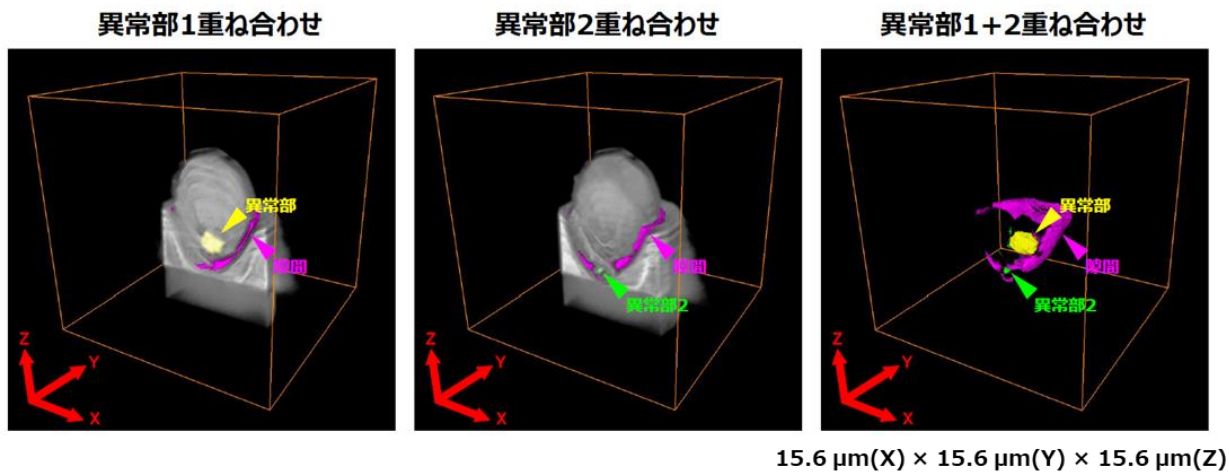 異常部1重ね合わせ
異常部2重ね合わせ
異常部1+2重ね合わせ
異常部
隙間
Z
Y
X
隙間
異常部2
Z
Y
X
異常部
隙間
異常部2
Z
Y
X
15.6 μm(X) × 15.6 μm(Y) × 15.6 μm(Z)